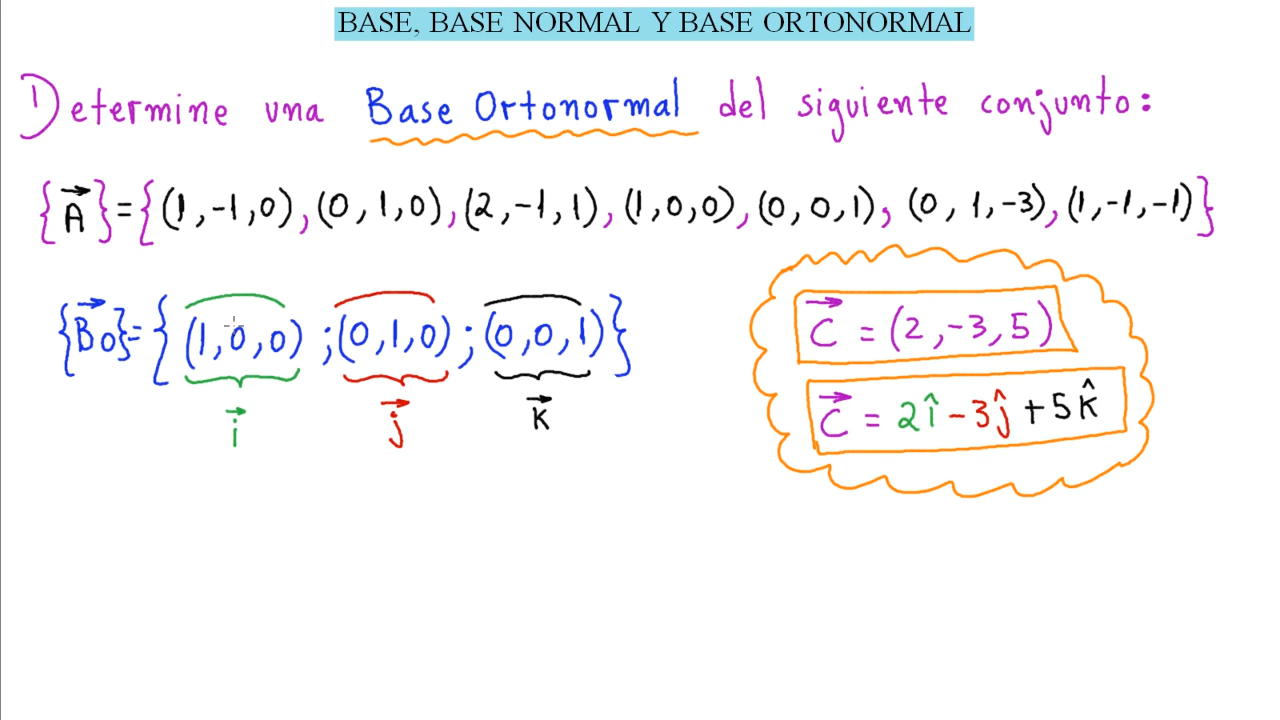 BASE, BASE NORMAL Y BASE ORTONORMAL
Determine una Base Ortonormal del siguiente conjunto:
{A⃗} = {(1,-1,0), (0,1,0), (2,-1,1), (1,0,0), (0,0,1), (0,1,-3), (1,-1,-1)}
{B⃗o} = {(1,0,0) ; (0,1,0) ; (0,0,1)}
i⃗ j⃗ k⃗
C⃗ = (2,-3,5)
C⃗ = 2î - 3ĵ + 5k̂